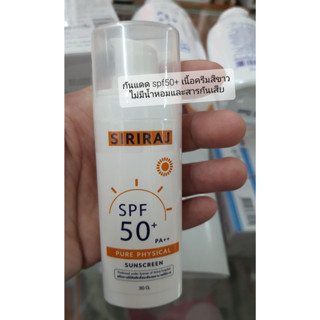 กันแดด spf50+ เนื้อครีมสีขาว
ไม่มีน้ำหอมและสารกันเสีย
SIRIRAJ
SPF
50+
PA++
PURE PHYSICAL
SUNSCREEN